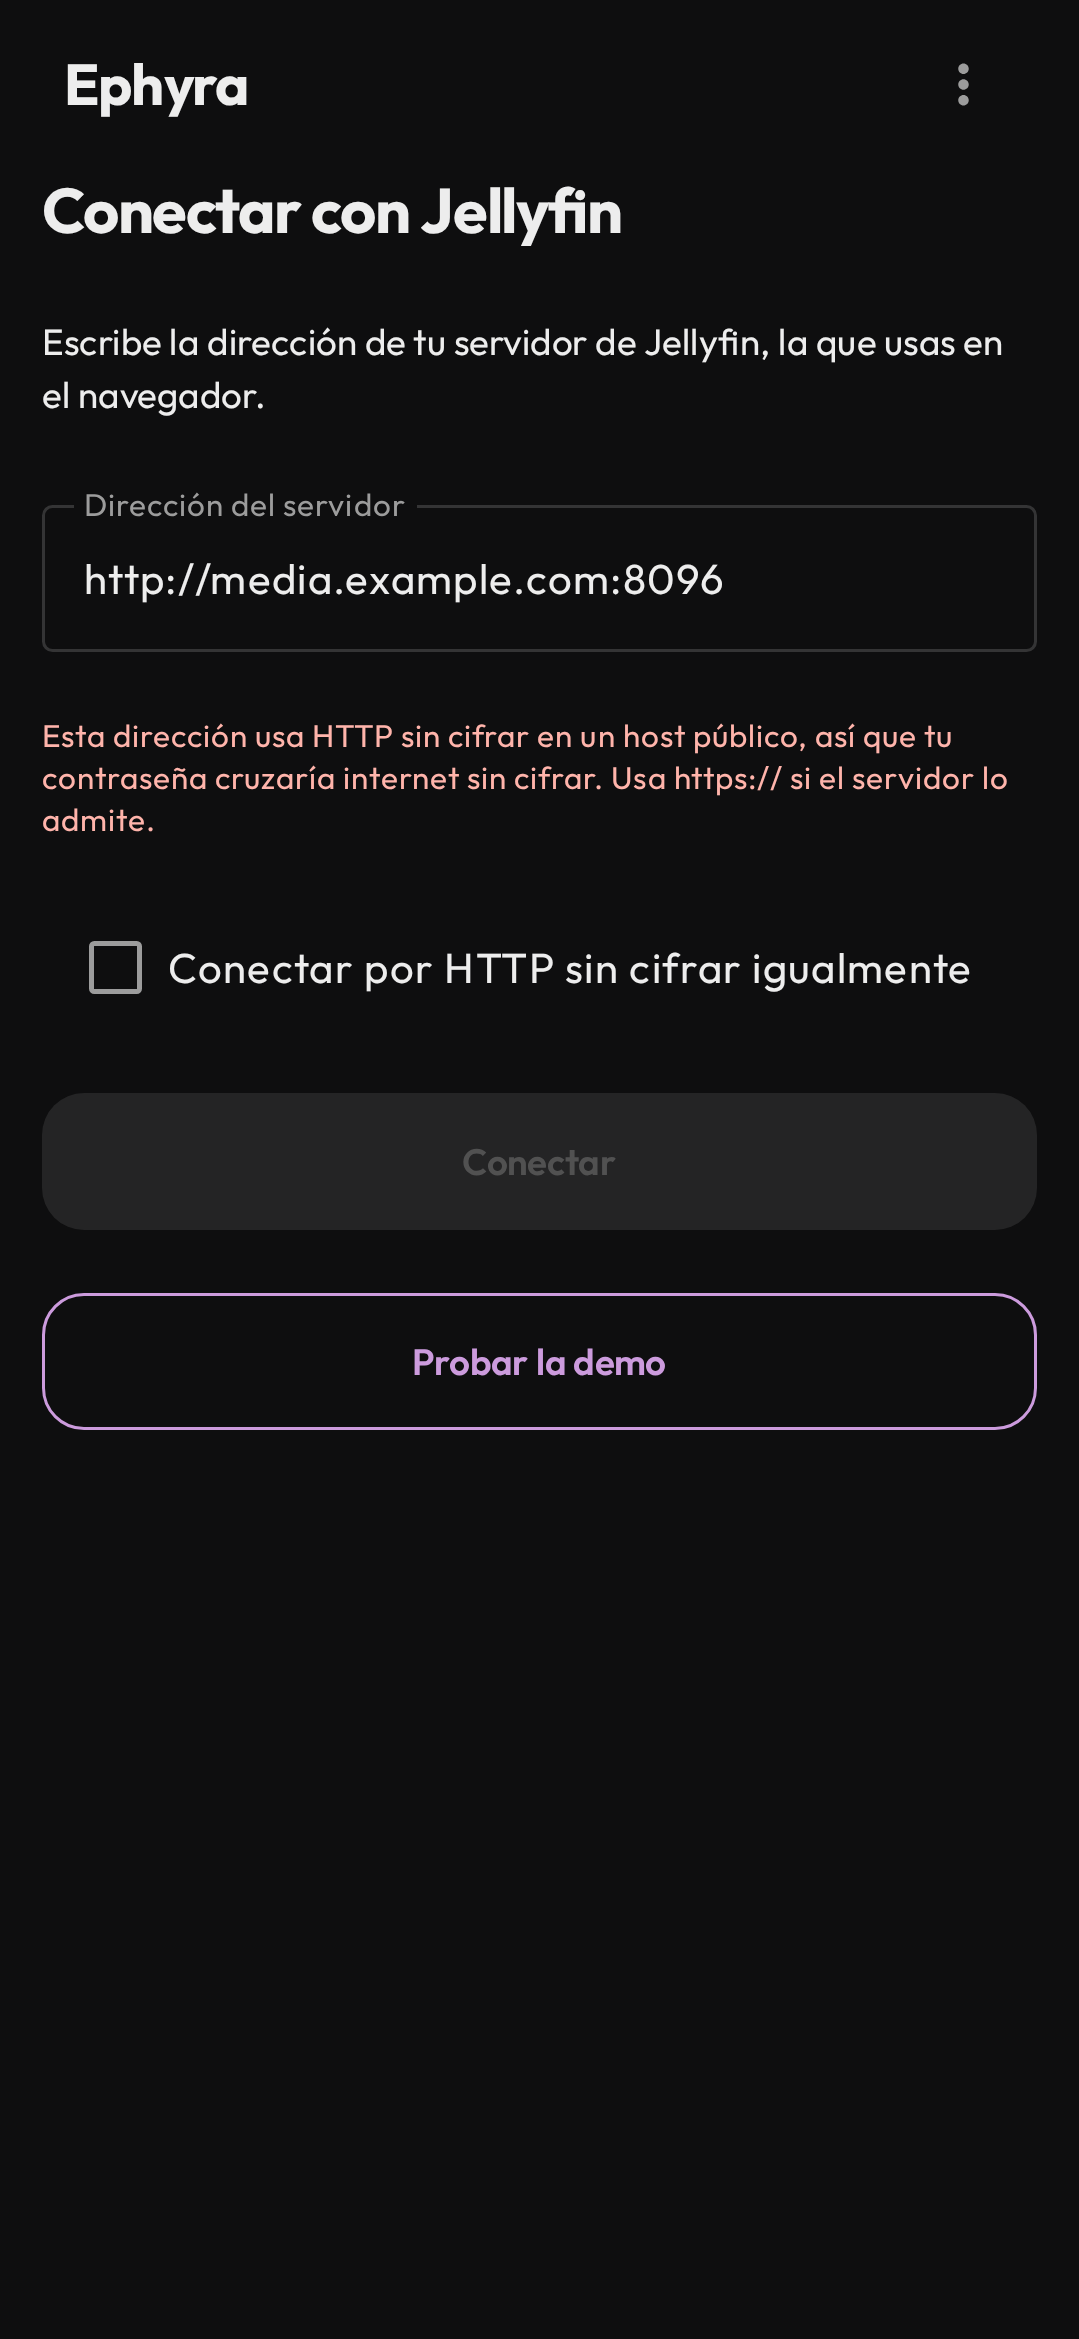 Ephyra
Conectar con Jellyfin
Escribe la dirección de tu servidor de Jellyfin, la que usas en
el navegador.
Dirección del servidor
http://media.example.com:8096
Esta dirección usa HTTP sin cifrar en un host público, así que tu
contraseña cruzaría internet sin cifrar. Usa https:// si el servidor lo
admite.
Conectar por HTTP sin cifrar igualmente
Conectar
Probar la demo